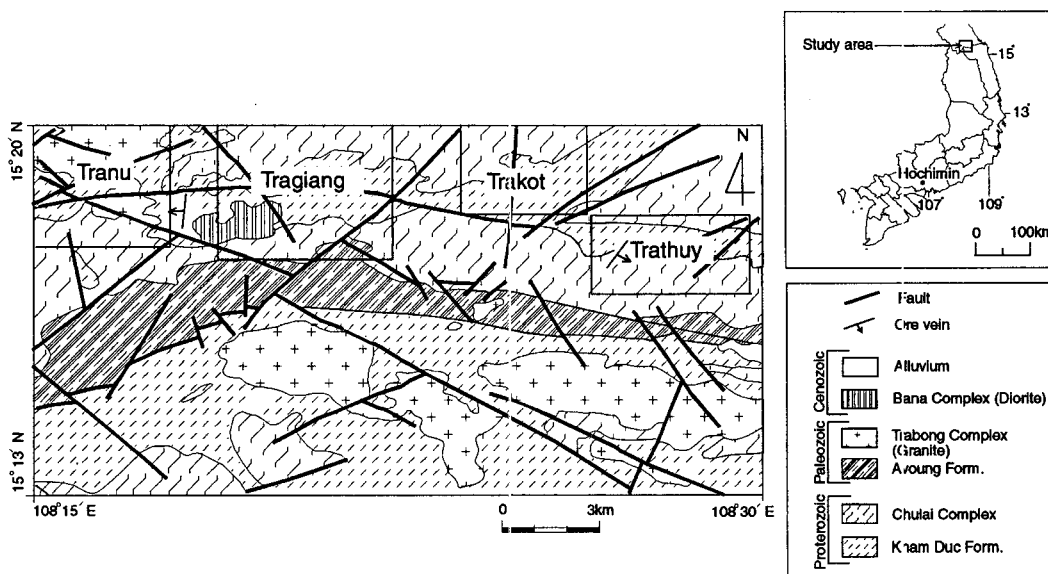 Study area
15°
13
Hochimin
107°
109°
0 100km
15°20' N
N
Tranu
Tragiang
Trakot
Trathuy
15°13' N
108°15' E
0 3km
108°30' E
Fault
Ore vein
Cenozoic
Alluvium
Bana Complex (Diorite)
Paleozoic
Trabong Complex
(Granite)
Avoung Form.
Proterozoic
Chulai Complex
Kham Duc Form.